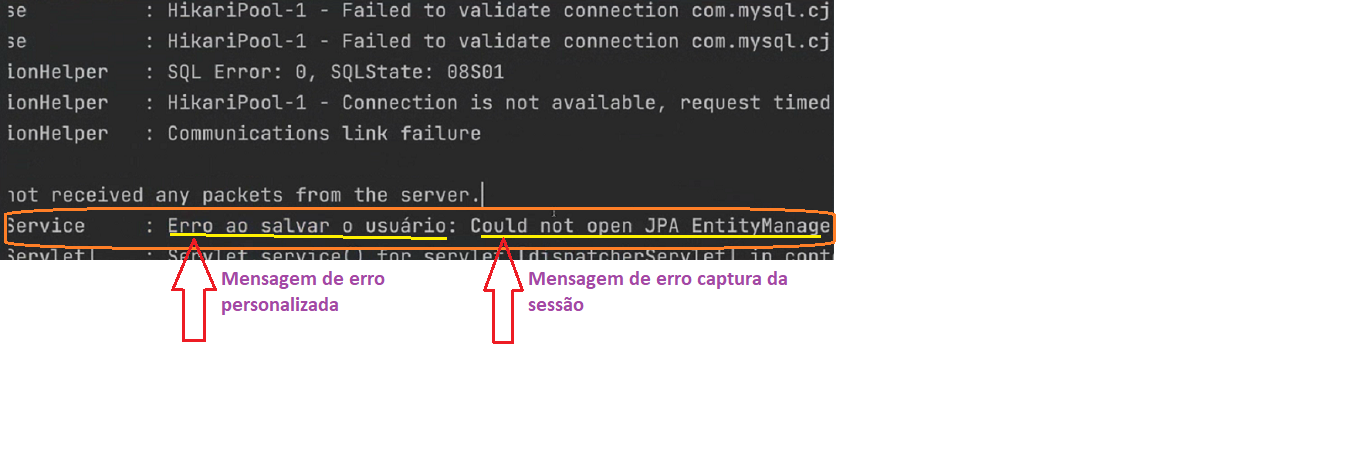 se : HikariPool-1 - Failed to validate connection com.mysql.cj
se : HikariPool-1 - Failed to validate connection com.mysql.cj
ionHelper : SQL Error: 0, SQLState: 08S01
ionHelper : HikariPool-1 - Connection is not available, request timed
ionHelper : Communications link failure
not received any packets from the server.
Service : Erro ao salvar o usuário: Could not open JPA EntityManage
Servlet] : Servlet.service() for servlet [dispatcherServlet] in cont
Mensagem de erro personalizada
Mensagem de erro captura da sessão